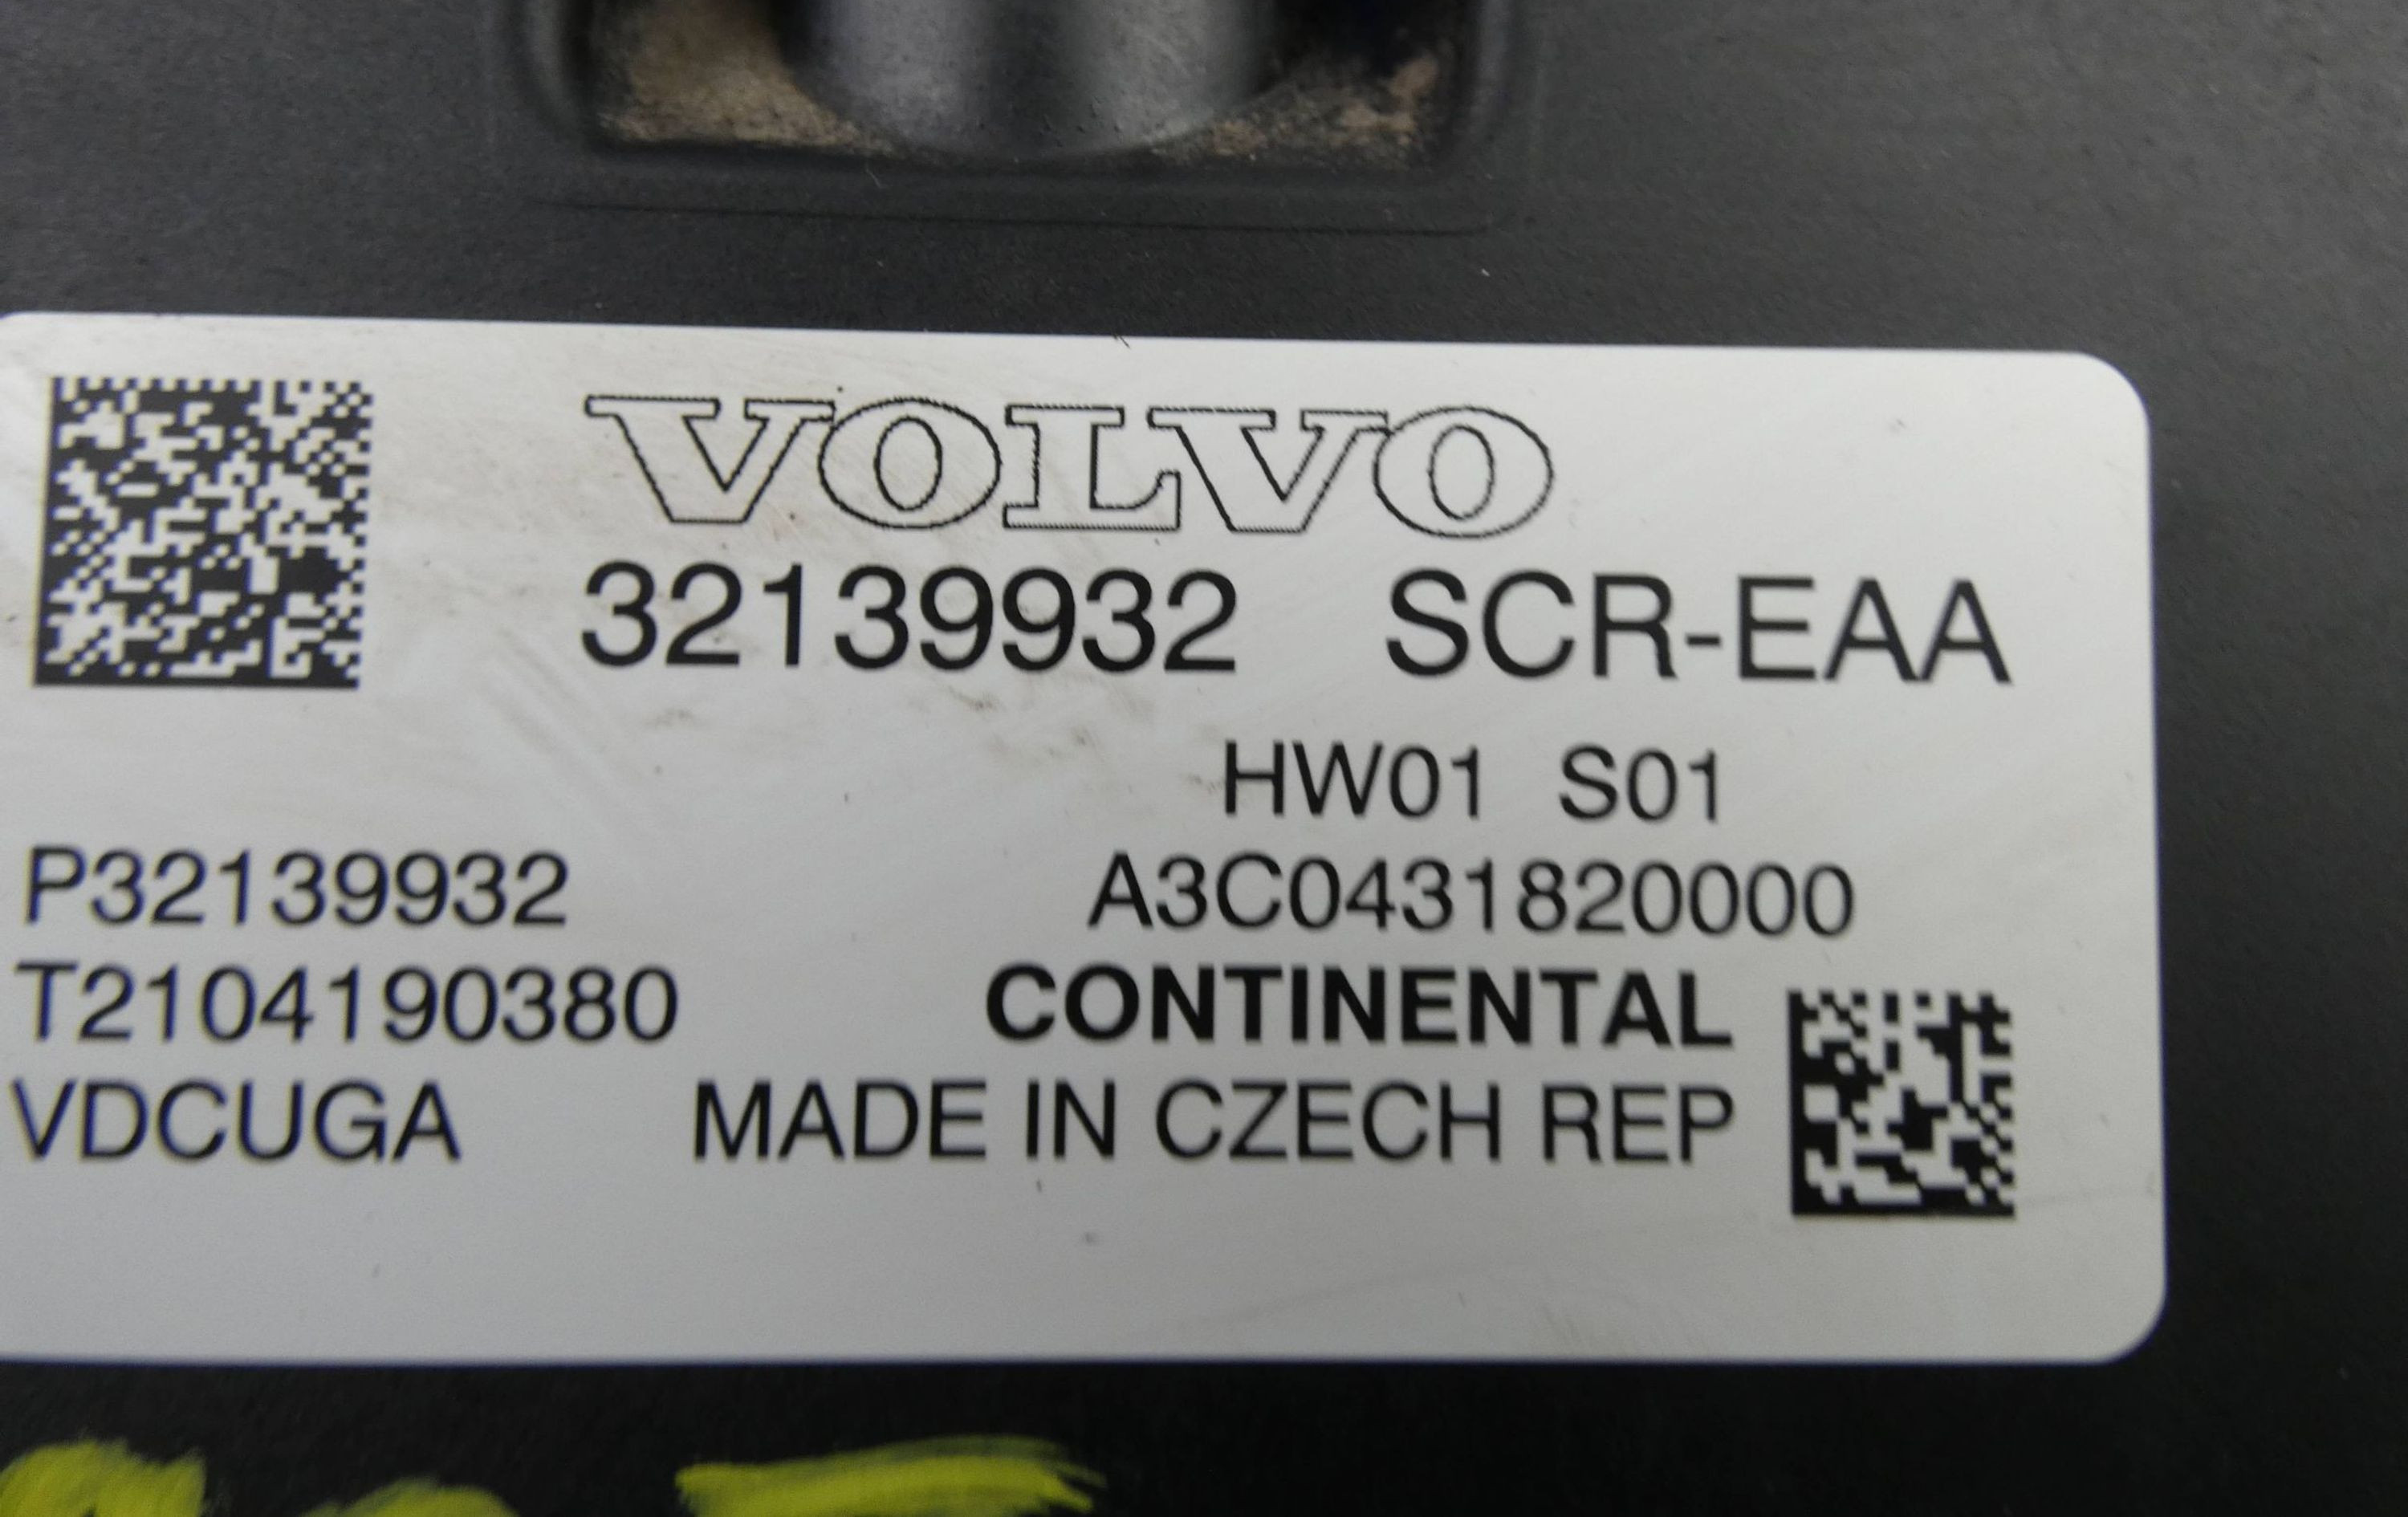 VOLVO
32139932 SCR-EAA
HW01 S01
P32139932 A3C0431820000
T2104190380 CONTINENTAL
VDCUGA MADE IN CZECH REP